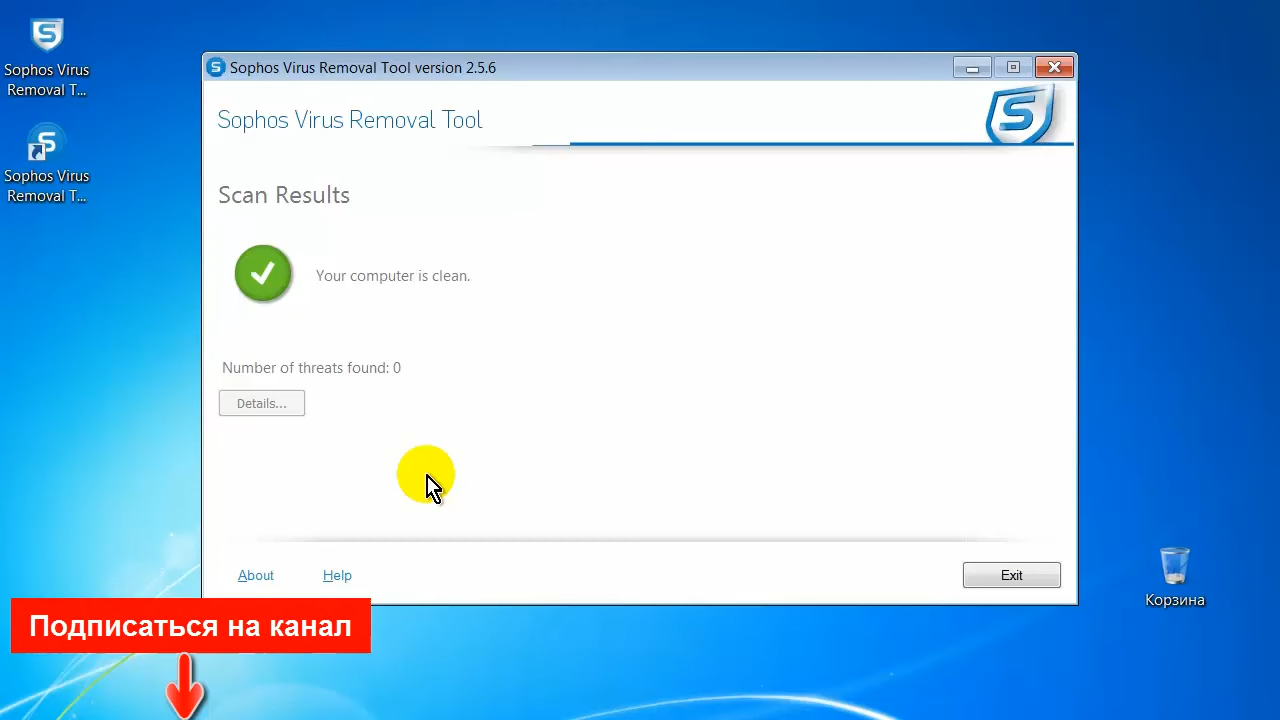 Sophos Virus
Removal T...
Sophos Virus
Removal T...
Sophos Virus Removal Tool version 2.5.6
Sophos Virus Removal Tool
Scan Results
Your computer is clean.
Number of threats found: 0
Details...
About
Help
Exit
Корзина
Подписаться на канал